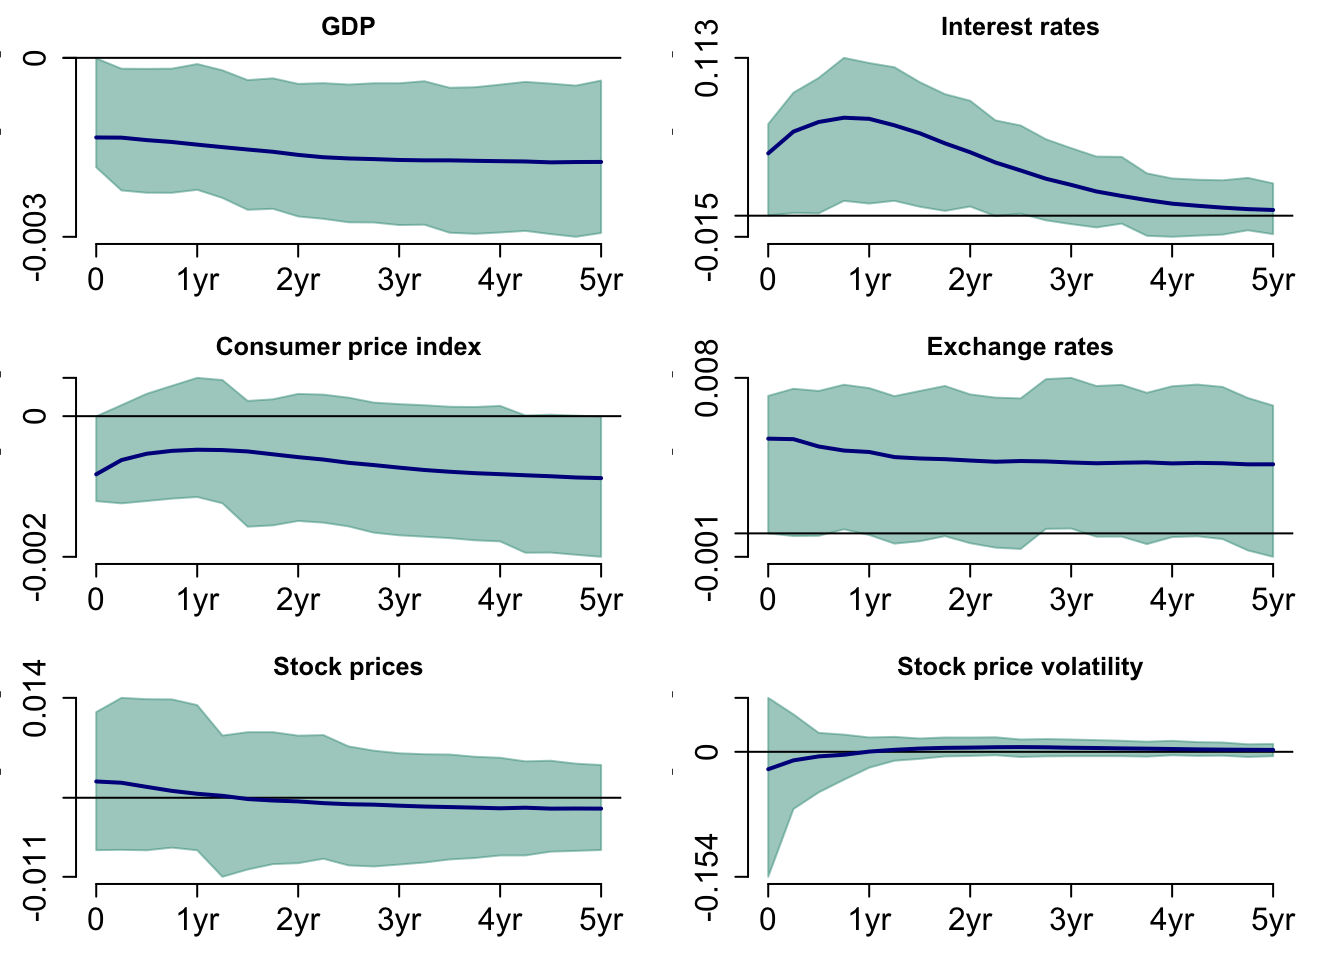 GDP
0
-0.003
0 1yr 2yr 3yr 4yr 5yr
Interest rates
0.113
-0.015
0 1yr 2yr 3yr 4yr 5yr
Consumer price index
0
-0.002
0 1yr 2yr 3yr 4yr 5yr
Exchange rates
0.008
-0.001
0 1yr 2yr 3yr 4yr 5yr
Stock prices
0.014
-0.011
0 1yr 2yr 3yr 4yr 5yr
Stock price volatility
0
-0.154
0 1yr 2yr 3yr 4yr 5yr